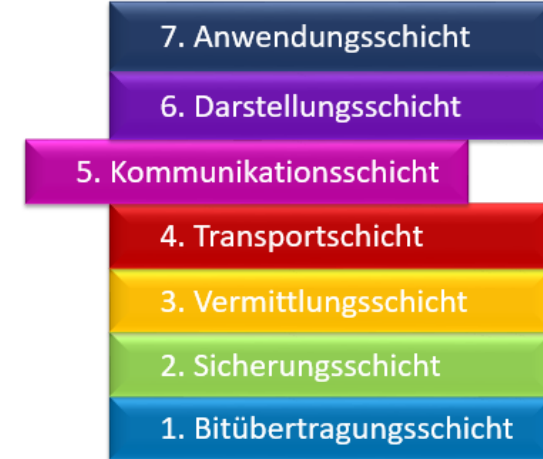 7. Anwendungsschicht
6. Darstellungsschicht
5. Kommunikationsschicht
4. Transportschicht
3. Vermittlungsschicht
2. Sicherungsschicht
1. Bitübertragungsschicht